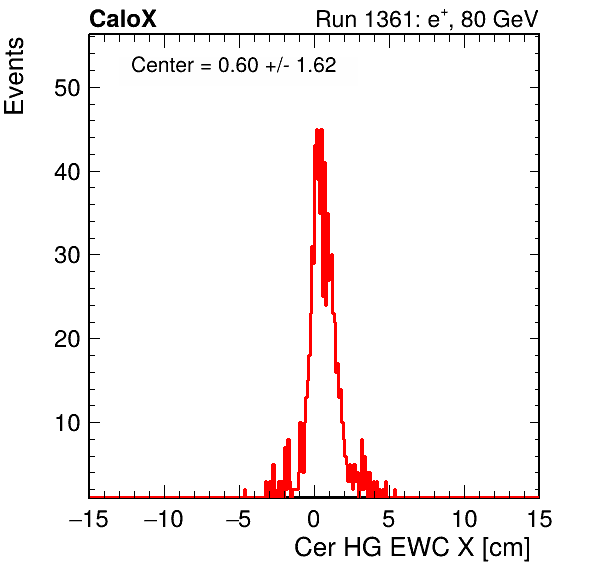 CaloX Run 1361: e⁺, 80 GeV
Center = 0.60 +/- 1.62
Events
50
40
30
20
10
−15 −10 −5 0 5 10 15
Cer HG EWC X [cm]